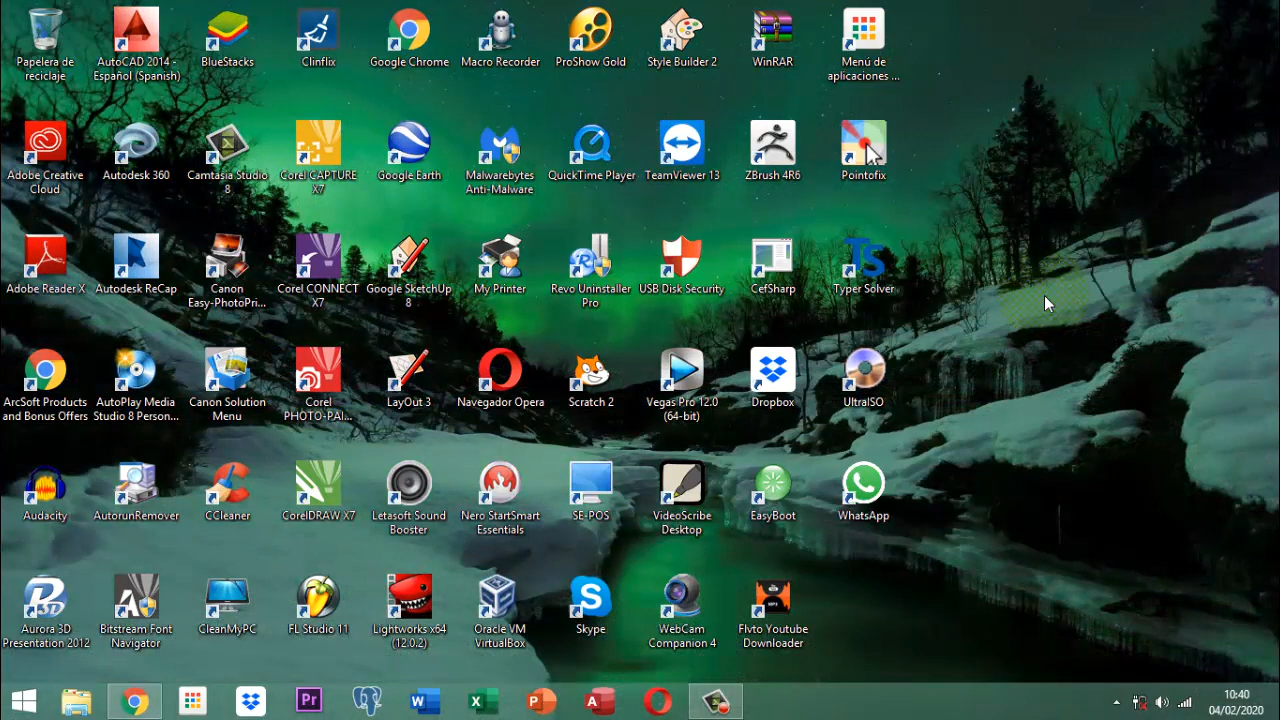 Papelera de
reciclaje
AutoCAD 2014 -
Español (Spanish)
BlueStacks
Clinflix
Google Chrome
Macro Recorder
ProShow Gold
Style Builder 2
WinRAR
Menú de
aplicaciones ...
Adobe Creative
Cloud
Autodesk 360
Camtasia Studio
8
Corel CAPTURE
X7
Google Earth
Malwarebytes
Anti-Malware
QuickTime Player
TeamViewer 13
ZBrush 4R6
Pointofix
Adobe Reader X
Autodesk ReCap
Canon
Easy-PhotoPri...
Corel CONNECT
X7
Google SketchUp
8
My Printer
Revo Uninstaller
Pro
USB Disk Security
CefSharp
TS
Typer Solver
ArcSoft Products
and Bonus Offers
AutoPlay Media
Studio 8 Person...
Canon Solution
Menu
Corel
PHOTO-PAI...
LayOut 3
Navegador Opera
Scratch 2
Vegas Pro 12.0
(64-bit)
Dropbox
UltraISO
Audacity
AutorunRemover
CCleaner
CorelDRAW X7
Letasoft Sound
Booster
Nero StartSmart
Essentials
SE-POS
VideoScribe
Desktop
EasyBoot
WhatsApp
Aurora 3D
Presentation 2012
Bitstream Font
Navigator
CleanMyPC
FL Studio 11
Lightworks x64
(12.0.2)
Oracle VM
VirtualBox
Skype
WebCam
Companion 4
Flvto Youtube
Downloader
Pr
W
X
P
A
10:40
04/02/2020